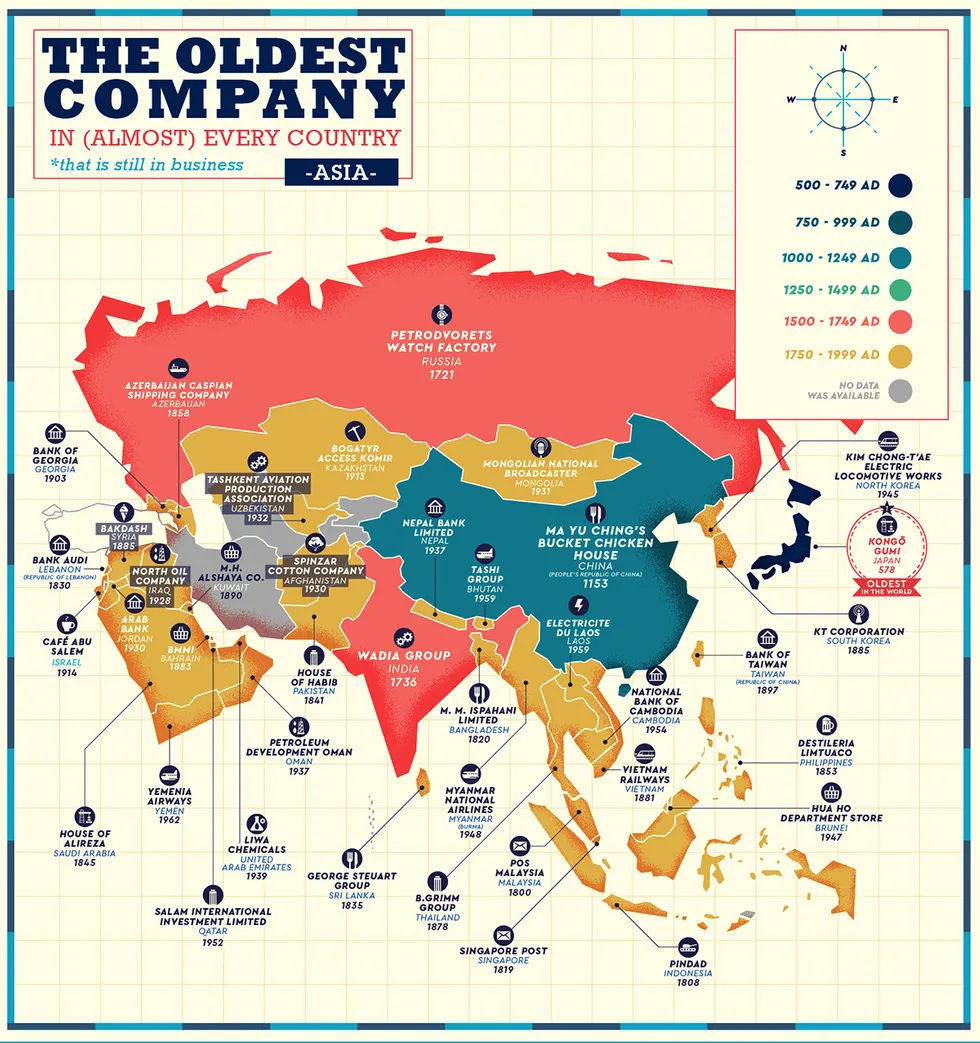 THE OLDEST
COMPANY
IN (ALMOST) EVERY COUNTRY
*that is still in business
-ASIA-
N
W
E
S
500 - 749 AD
750 - 999 AD
1000 - 1249 AD
1250 - 1499 AD
1500 - 1749 AD
1750 - 1999 AD
NO DATA
WAS AVAILABLE
PETRODVORETS
WATCH FACTORY
RUSSIA
1721
AZERBAIJAN CASPIAN
SHIPPING COMPANY
AZERBAIJAN
1858
BANK OF
GEORGIA
GEORGIA
1903
BOGATYR
ACCESS KOMIR
KAZAKHSTAN
1913
MONGOLIAN NATIONAL
BROADCASTER
MONGOLIA
1931
KIM CHONG-T'AE
ELECTRIC
LOCOMOTIVE WORKS
NORTH KOREA
1945
TASHKENT AVIATION
PRODUCTION
ASSOCIATION
UZBEKISTAN
1932
BAKDASH
SYRIA
1885
NEPAL BANK
LIMITED
NEPAL
1937
MA YU CHING'S
BUCKET CHICKEN
HOUSE
CHINA
(PEOPLE'S REPUBLIC OF CHINA)
1153
KONGŌ
GUMI
JAPAN
578
OLDEST
IN THE WORLD
BANK AUDI
LEBANON
(REPUBLIC OF LEBANON)
1830
NORTH OIL
COMPANY
IRAQ
1928
M.H.
ALSHAYA CO.
KUWAIT
1890
SPINZAR
COTTON COMPANY
AFGHANISTAN
1930
TASHI
GROUP
BHUTAN
1959
ELECTRICITE
DU LAOS
LAOS
1959
KT CORPORATION
SOUTH KOREA
1885
CAFÉ ABU
SALEM
ISRAEL
1914
ARAB
BANK
JORDAN
1930
BMMI
BAHRAIN
1883
HOUSE
OF HABIB
PAKISTAN
1841
WADIA GROUP
INDIA
1736
BANK OF
TAIWAN
(REPUBLIC OF CHINA)
1897
M. M. ISPAHANI
LIMITED
BANGLADESH
1820
NATIONAL
BANK OF
CAMBODIA
CAMBODIA
1954
PETROLEUM
DEVELOPMENT OMAN
OMAN
1937
DESTILERIA
LIMTUACO
PHILIPPINES
1853
VIETNAM
RAILWAYS
VIETNAM
1881
YEMENIA
AIRWAYS
YEMEN
1962
MYANMAR
NATIONAL
AIRLINES
MYANMAR
(BURMA)
1948
HUA HO
DEPARTMENT STORE
BRUNEI
1947
HOUSE OF
ALIREZA
SAUDI ARABIA
1845
LIWA
CHEMICALS
UNITED
ARAB EMIRATES
1939
GEORGE STEUART
GROUP
SRI LANKA
1835
POS
MALAYSIA
MALAYSIA
1800
B.GRIMM
GROUP
THAILAND
1878
SALAM INTERNATIONAL
INVESTMENT LIMITED
QATAR
1952
SINGAPORE POST
SINGAPORE
1819
PINDAD
INDONESIA
1808